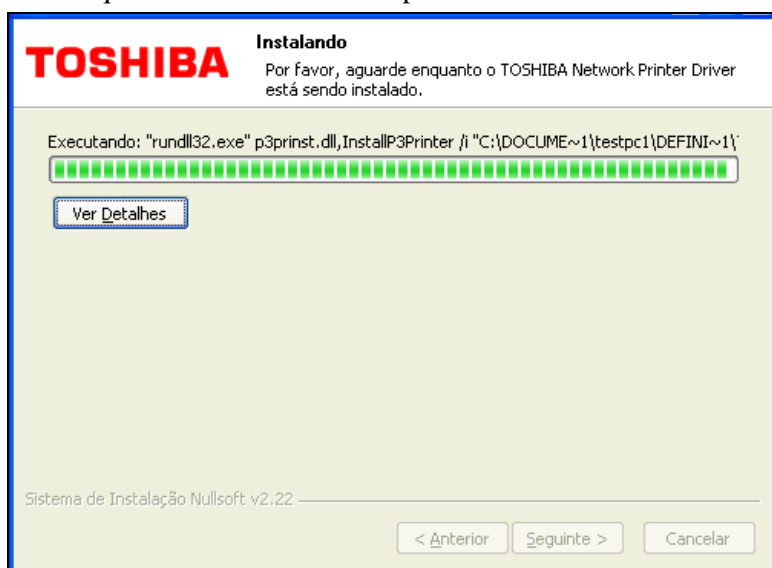 Instalando
TOSHIBA
Por favor, aguarde enquanto o TOSHIBA Network Printer Driver
está sendo instalado.
Executando: "rundll32.exe" p3prinst.dll,InstallP3Printer /i "C:\DOCUME~1\testpc1\DEFINI~1\
Ver Detalhes
Sistema de Instalação Nullsoft v2.22
< Anterior
Seguinte >
Cancelar